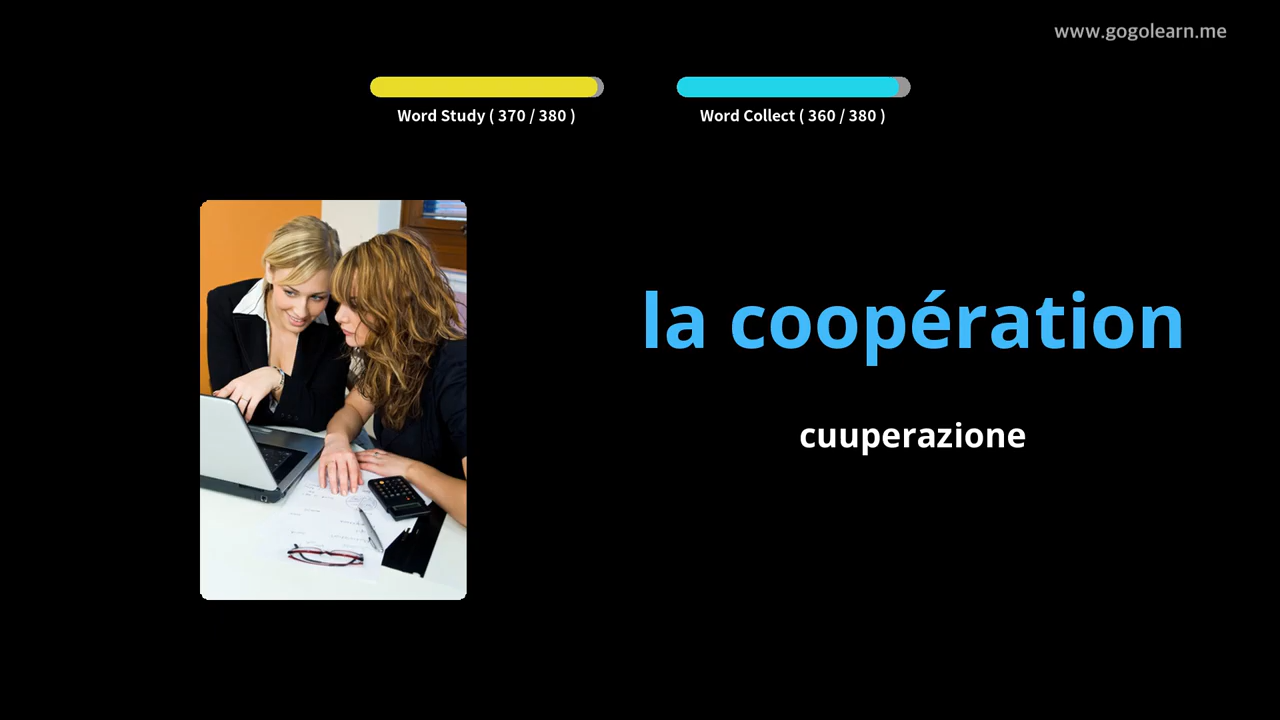 www.gogolearn.me
Word Study ( 370 / 380 )
Word Collect ( 360 / 380 )
la coopération
cuuperazione